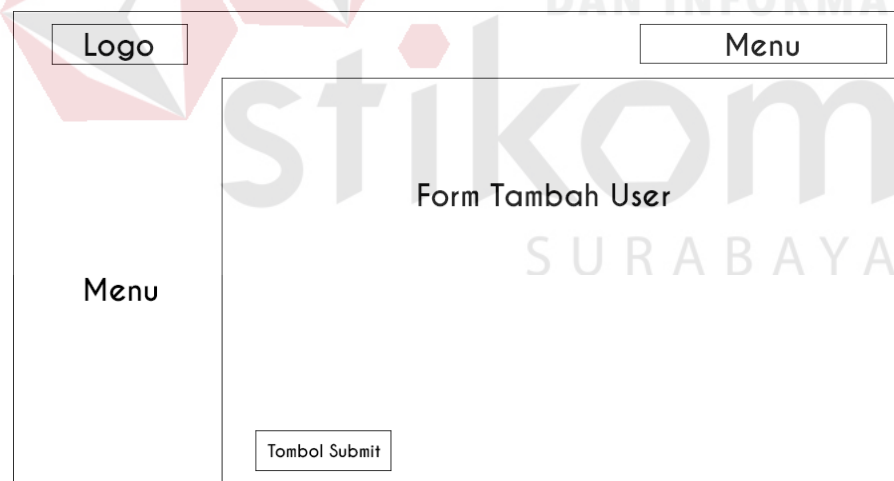 DAN INFORMA
Logo
Menu
stikom
Form Tambah User
SURABAYA
Menu
Tombol Submit